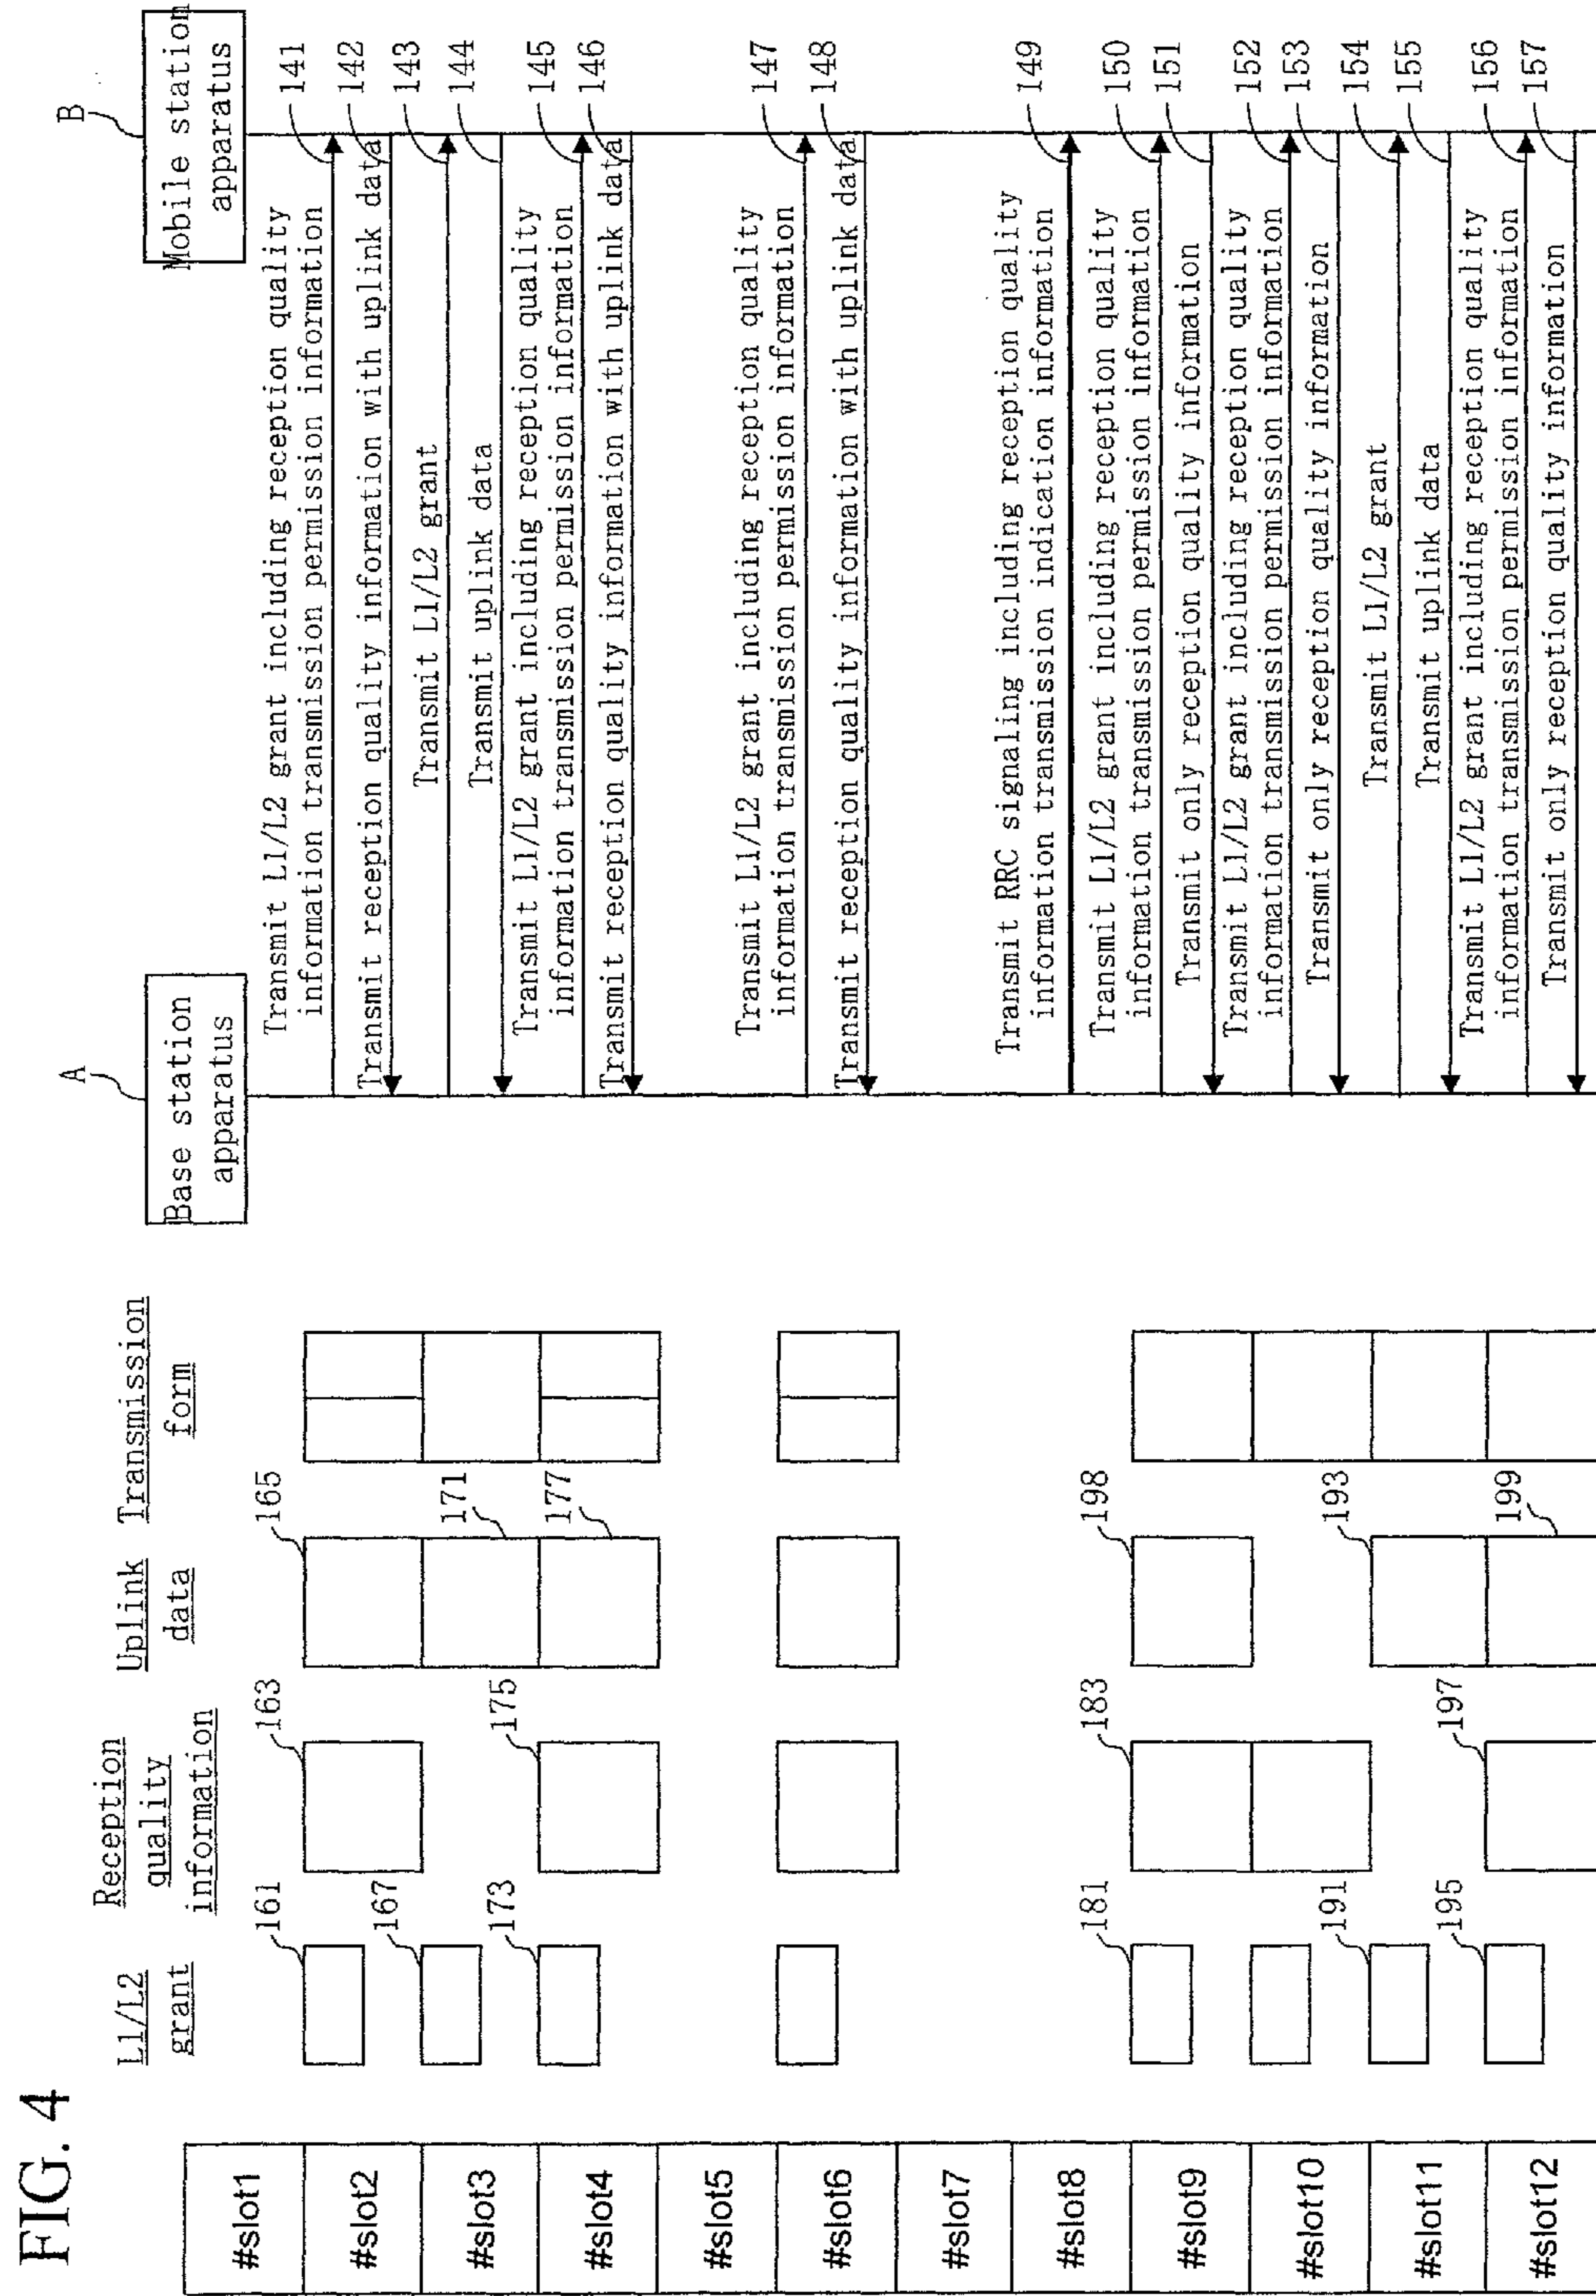 FIG. 4
L1/L2
grant
Reception
quality
information
Uplink
data
Transmission
form
A
Base station
apparatus
B
Mobile station
apparatus
#slot1
#slot2
#slot3
#slot4
#slot5
#slot6
#slot7
#slot8
#slot9
#slot10
#slot11
#slot12
161
167
173
181
191
195
163
175
183
197
165
171
177
198
193
199
Transmit L1/L2 grant including reception quality
information transmission permission information
141
Transmit reception quality information with uplink data
142
Transmit L1/L2 grant
143
Transmit uplink data
144
Transmit L1/L2 grant including reception quality
information transmission permission information
145
Transmit reception quality information with uplink data
146
Transmit L1/L2 grant including reception quality
information transmission permission information
147
Transmit reception quality information with uplink data
148
Transmit RRC signaling including reception quality
information transmission indication information
149
Transmit L1/L2 grant including reception quality
information transmission permission information
150
Transmit only reception quality information
151
Transmit L1/L2 grant including reception quality
information transmission permission information
152
Transmit only reception quality information
153
Transmit L1/L2 grant
154
Transmit uplink data
155
Transmit L1/L2 grant including reception quality
information transmission permission information
156
Transmit only reception quality information
157